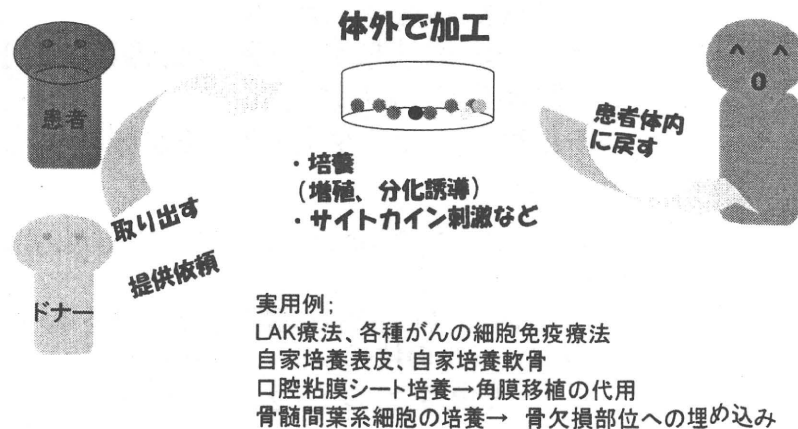 体外で加工
患者
・培養
(増殖、分化誘導)
・サイトカイン刺激など
患者体内
に戻す
取り出す
提供依頼
ドナー
実用例;
LAK療法、各種がんの細胞免疫療法
自家培養表皮、自家培養軟骨
口腔粘膜シート培養→角膜移植の代用
骨髄間葉系細胞の培養→ 骨欠損部位への埋め込み